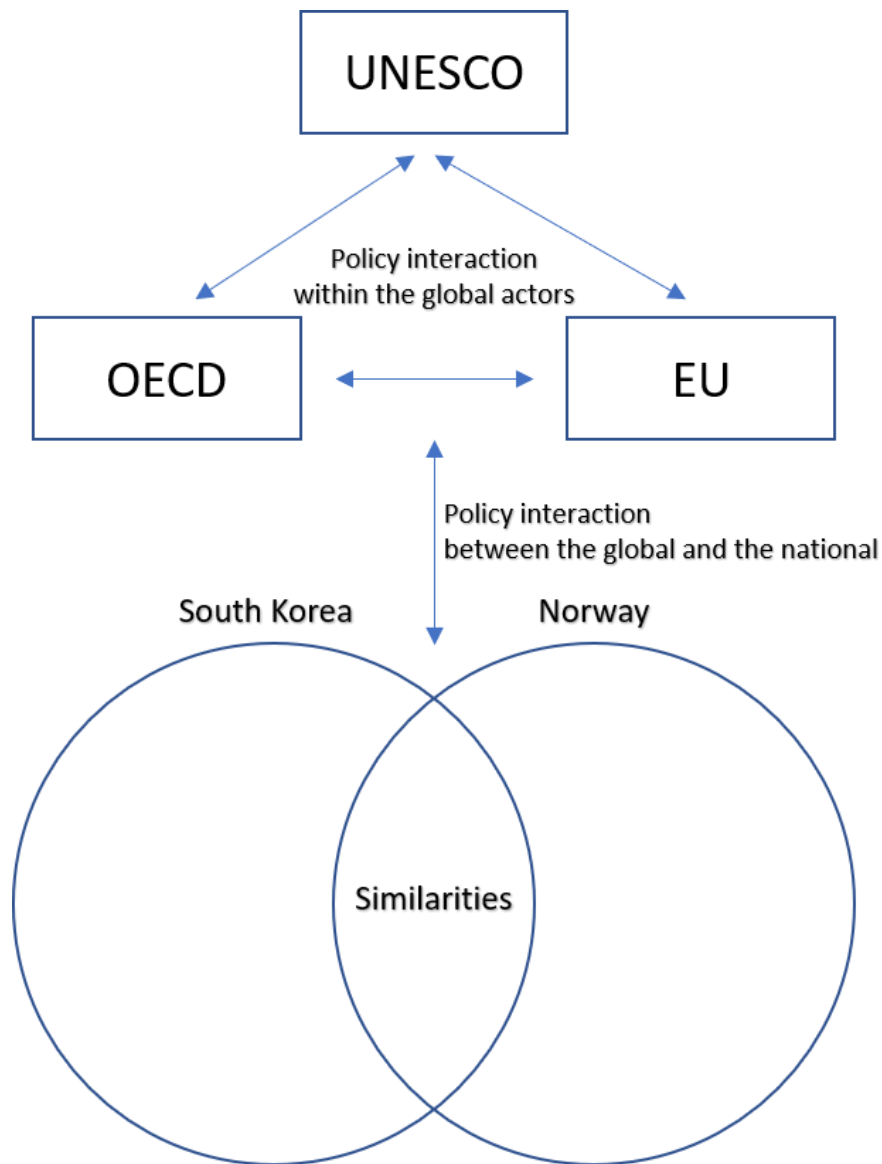 UNESCO
Policy interaction
within the global actors
OECD
EU
Policy interaction
between the global and the national
South Korea
Norway
Similarities